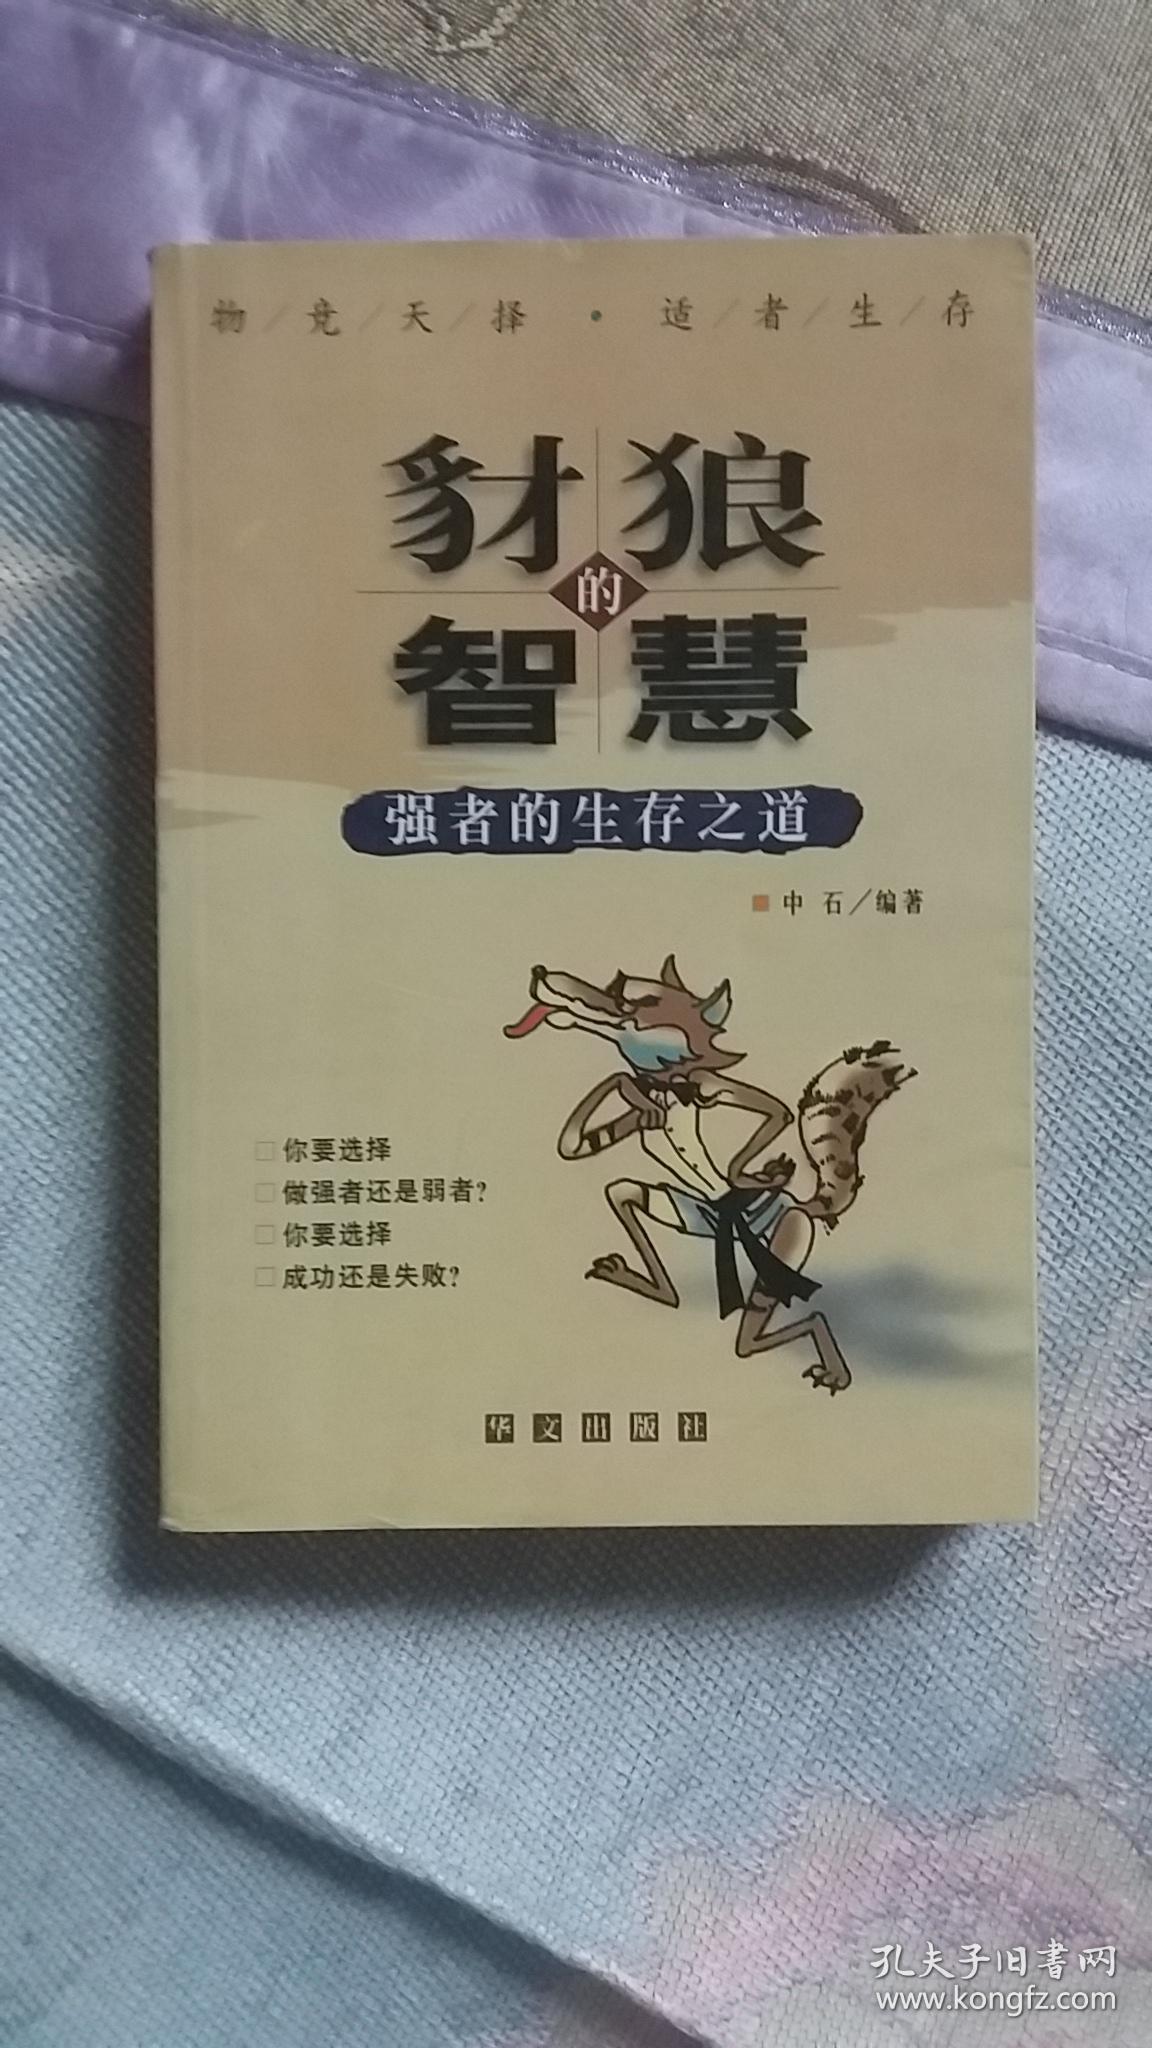 物/竞/天/择·适/者/生/存
豺狼
的
智慧
强者的生存之道
中 石/编著
你要选择
做强者还是弱者?
你要选择
成功还是失败?
华文出版社
孔夫子旧书网
www.kongfz.com